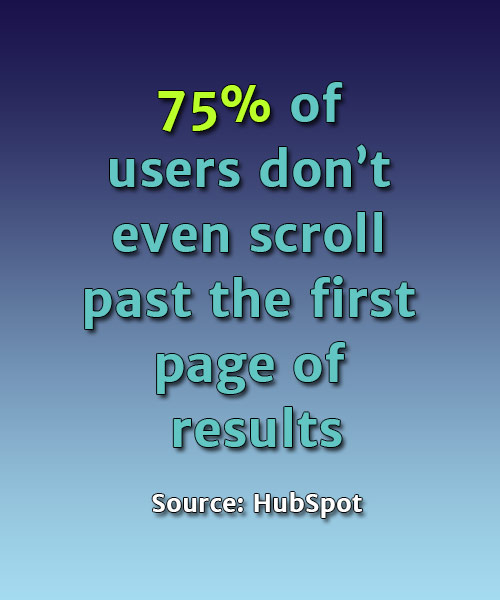 75% of
users don’t
even scroll
past the first
page of
results
Source: HubSpot